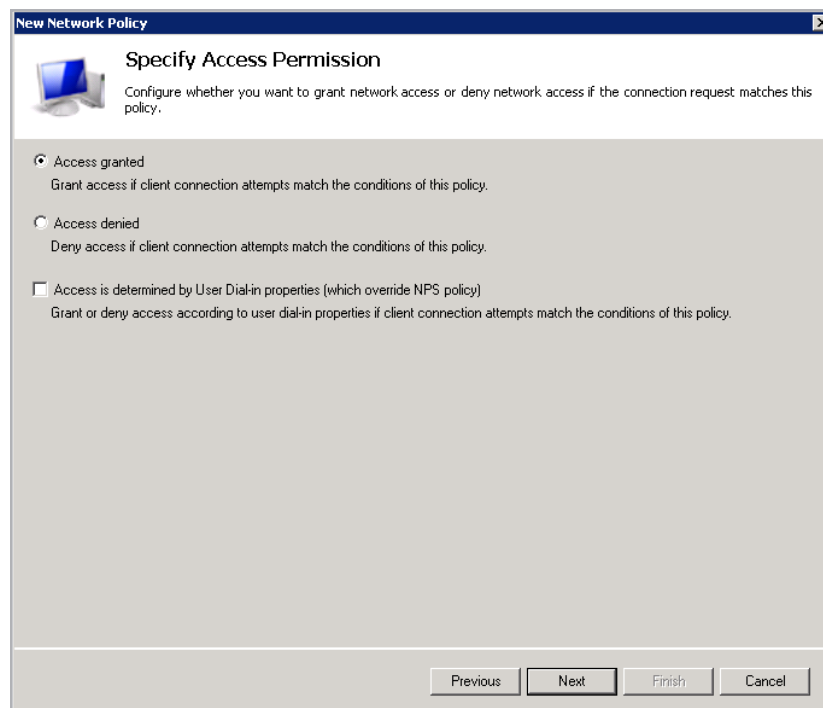 New Network Policy
Specify Access Permission
Configure whether you want to grant network access or deny network access if the connection request matches this
policy.
Access granted
Grant access if client connection attempts match the conditions of this policy.
Access denied
Deny access if client connection attempts match the conditions of this policy.
Access is determined by User Dial-in properties (which override NPS policy)
Grant or deny access according to user dial-in properties if client connection attempts match the conditions of this policy.
Previous Next Finish Cancel